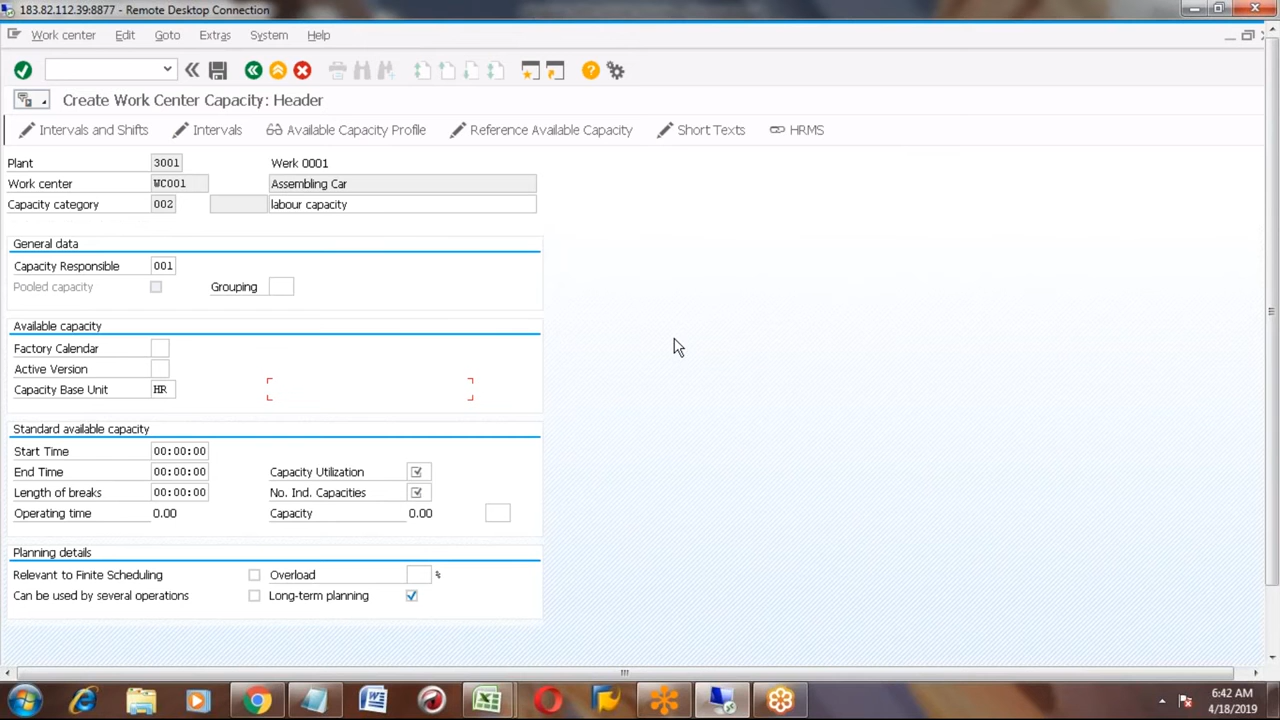 183.82.112.39:8877 - Remote Desktop Connection
Work center Edit Goto Extras System Help
Create Work Center Capacity: Header
Intervals and Shifts Intervals Available Capacity Profile Reference Available Capacity Short Texts HRMS
Plant 3001 Werk 0001
Work center WC001 Assembling Car
Capacity category 002 labour capacity
General data
Capacity Responsible 001
Pooled capacity Grouping
Available capacity
Factory Calendar
Active Version
Capacity Base Unit HR
Standard available capacity
Start Time 00:00:00
End Time 00:00:00 Capacity Utilization
Length of breaks 00:00:00 No. Ind. Capacities
Operating time 0.00 Capacity 0.00
Planning details
Relevant to Finite Scheduling Overload %
Can be used by several operations Long-term planning
6:42 AM
4/18/2019